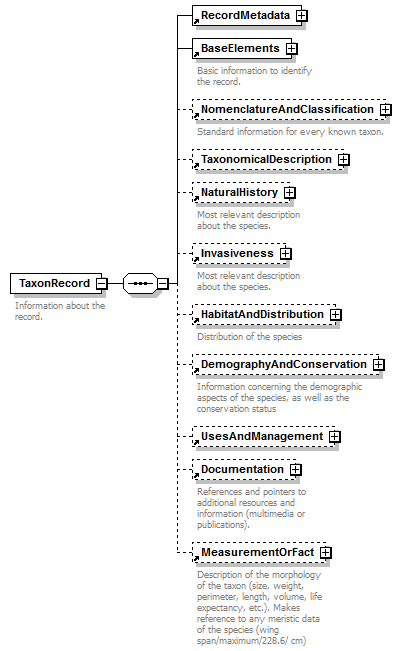 RecordMetadata
BaseElements
Basic information to identify
the record.
NomenclatureAndClassification
Standard information for every known taxon.
TaxonomicalDescription
NaturalHistory
Most relevant description
about the species.
Invasiveness
Most relevant description
about the species.
TaxonRecord
Information about the
record.
HabitatAndDistribution
Distribution of the species
DemographyAndConservation
Information concerning the demographic
aspects of the species, as well as the
conservation status
UsesAndManagement
Documentation
References and pointers to
additional resources and
information (multimedia or
publications).
MeasurementOrFact
Description of the morphology
of the taxon (size, weight,
perimeter, length, volume, life
expectancy, etc.). Makes
reference to any meristic data
of the species (wing
span/maximum/228.6/ cm)